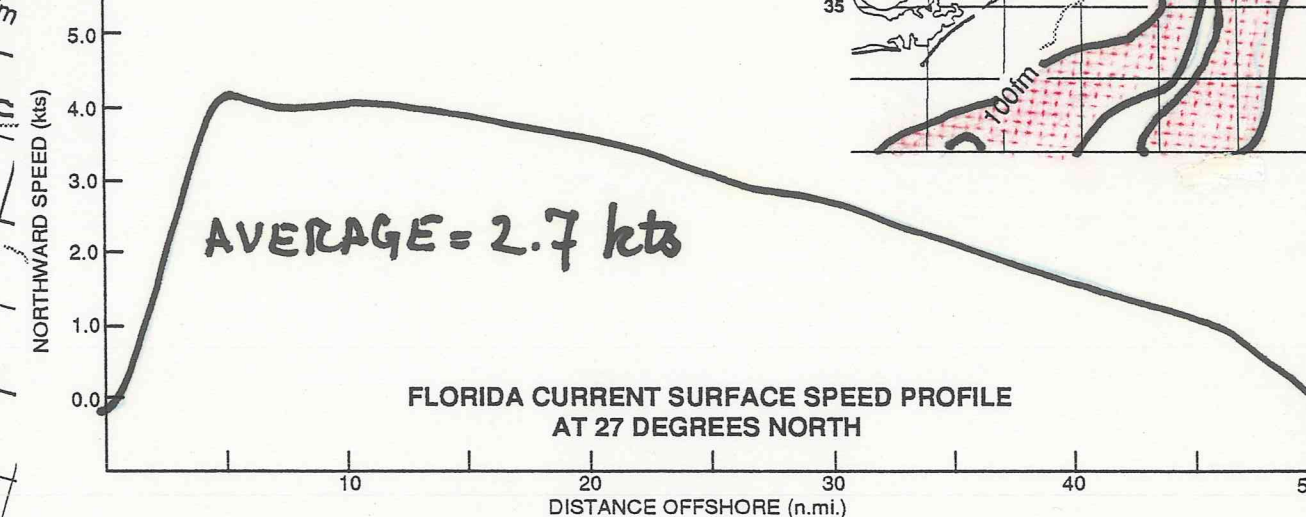 NORTHWARD SPEED (kts)
5.0
4.0
3.0
2.0
1.0
0.0
AVERAGE = 2.7 kts
35
100fm
FLORIDA CURRENT SURFACE SPEED PROFILE
AT 27 DEGREES NORTH
10
20
30
40
DISTANCE OFFSHORE (n.mi.)